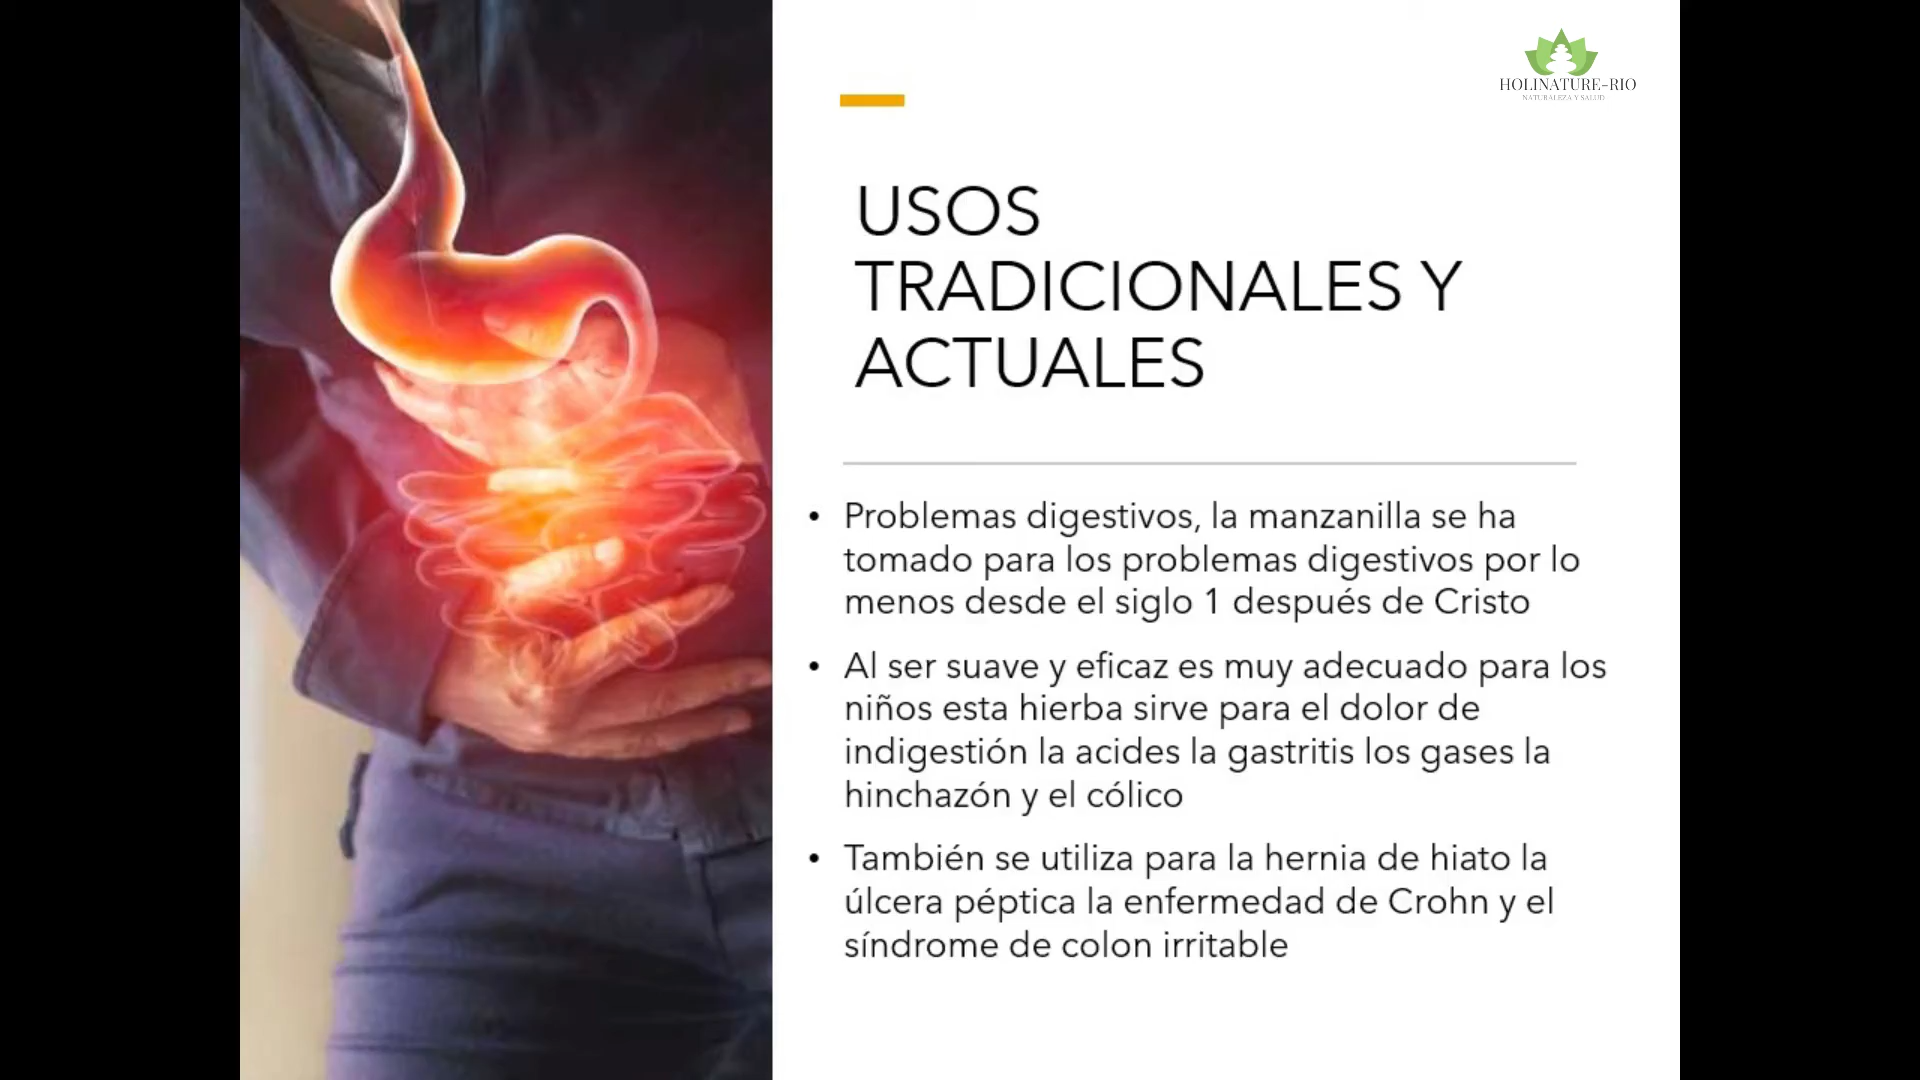 HOLINATURE-RIO
NATURALEZA Y SALUD
USOS
TRADICIONALES Y
ACTUALES
• Problemas digestivos, la manzanilla se ha
tomado para los problemas digestivos por lo
menos desde el siglo 1 después de Cristo
• Al ser suave y eficaz es muy adecuado para los
niños esta hierba sirve para el dolor de
indigestión la acides la gastritis los gases la
hinchazón y el cólico
• También se utiliza para la hernia de hiato la
úlcera péptica la enfermedad de Crohn y el
síndrome de colon irritable